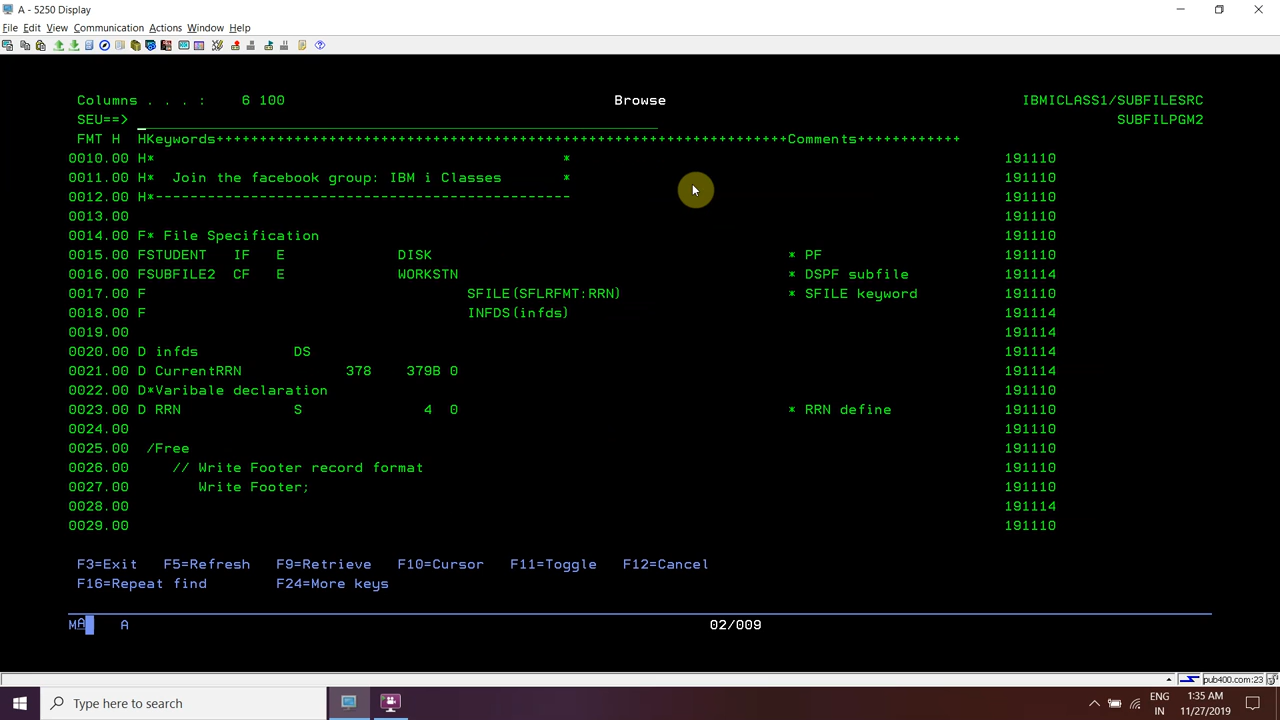 A - 5250 Display
File Edit View Communication Actions Window Help
Columns . . . :    6 100    Browse    IBMICLASS1/SUBFILESRC
SEU==>    SUBFILPGM2
FMT H  HKeywords++++++++++++++++++++++++++++++++++++++++++++++++++++++++++++++++++Comments++++++++++++
0010.00 H*                                                *    191110
0011.00 H*  Join the facebook group: IBM i Classes       *    191110
0012.00 H*------------------------------------------------    191110
0013.00    191110
0014.00 F* File Specification    191110
0015.00 FSTUDENT   IF   E             DISK    * PF    191110
0016.00 FSUBFILE2  CF   E             WORKSTN    * DSPF subfile    191114
0017.00 F                                     SFILE(SFLRFMT:RRN)    * SFILE keyword    191110
0018.00 F                                     INFDS(infds)    191114
0019.00    191114
0020.00 D infds           DS    191114
0021.00 D CurrentRRN            378    379B 0    191114
0022.00 D*Varibale declaration    191110
0023.00 D RRN             S              4  0    * RRN define    191110
0024.00    191110
0025.00  /Free    191110
0026.00     // Write Footer record format    191110
0027.00        Write Footer;    191110
0028.00    191114
0029.00    191110
F3=Exit   F5=Refresh   F9=Retrieve   F10=Cursor   F11=Toggle   F12=Cancel
F16=Repeat find        F24=More keys
MA    A    02/009
pub400.com:23
Type here to search
ENG
IN
1:35 AM
11/27/2019